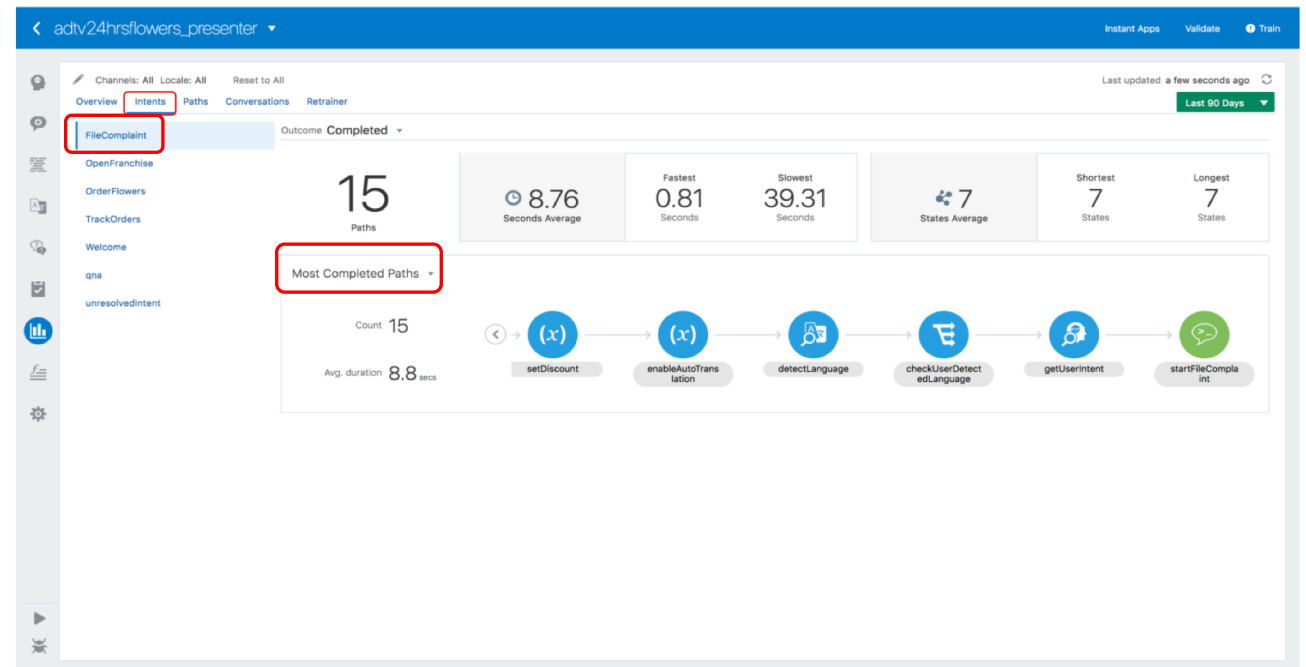 adtv24hrsflowers_presenter
Instant Apps Validate Train
Channels: All Locale: All Reset to All
Last updated a few seconds ago
Overview Intents Paths Conversations Retrainer
Last 90 Days
FileComplaint
OpenFranchise
OrderFlowers
TrackOrders
Welcome
qna
unresolvedIntent
Outcome Completed
15
Paths
8.76
Seconds Average
Fastest
0.81
Seconds
Slowest
39.31
Seconds
7
States Average
Shortest
7
States
Longest
7
States
Most Completed Paths
Count 15
Avg. duration 8.8 secs
(x)
setDiscount
(x)
enableAutoTrans
lation
detectLanguage
checkUserDetect
edLanguage
getUserIntent
startFileCompla
int